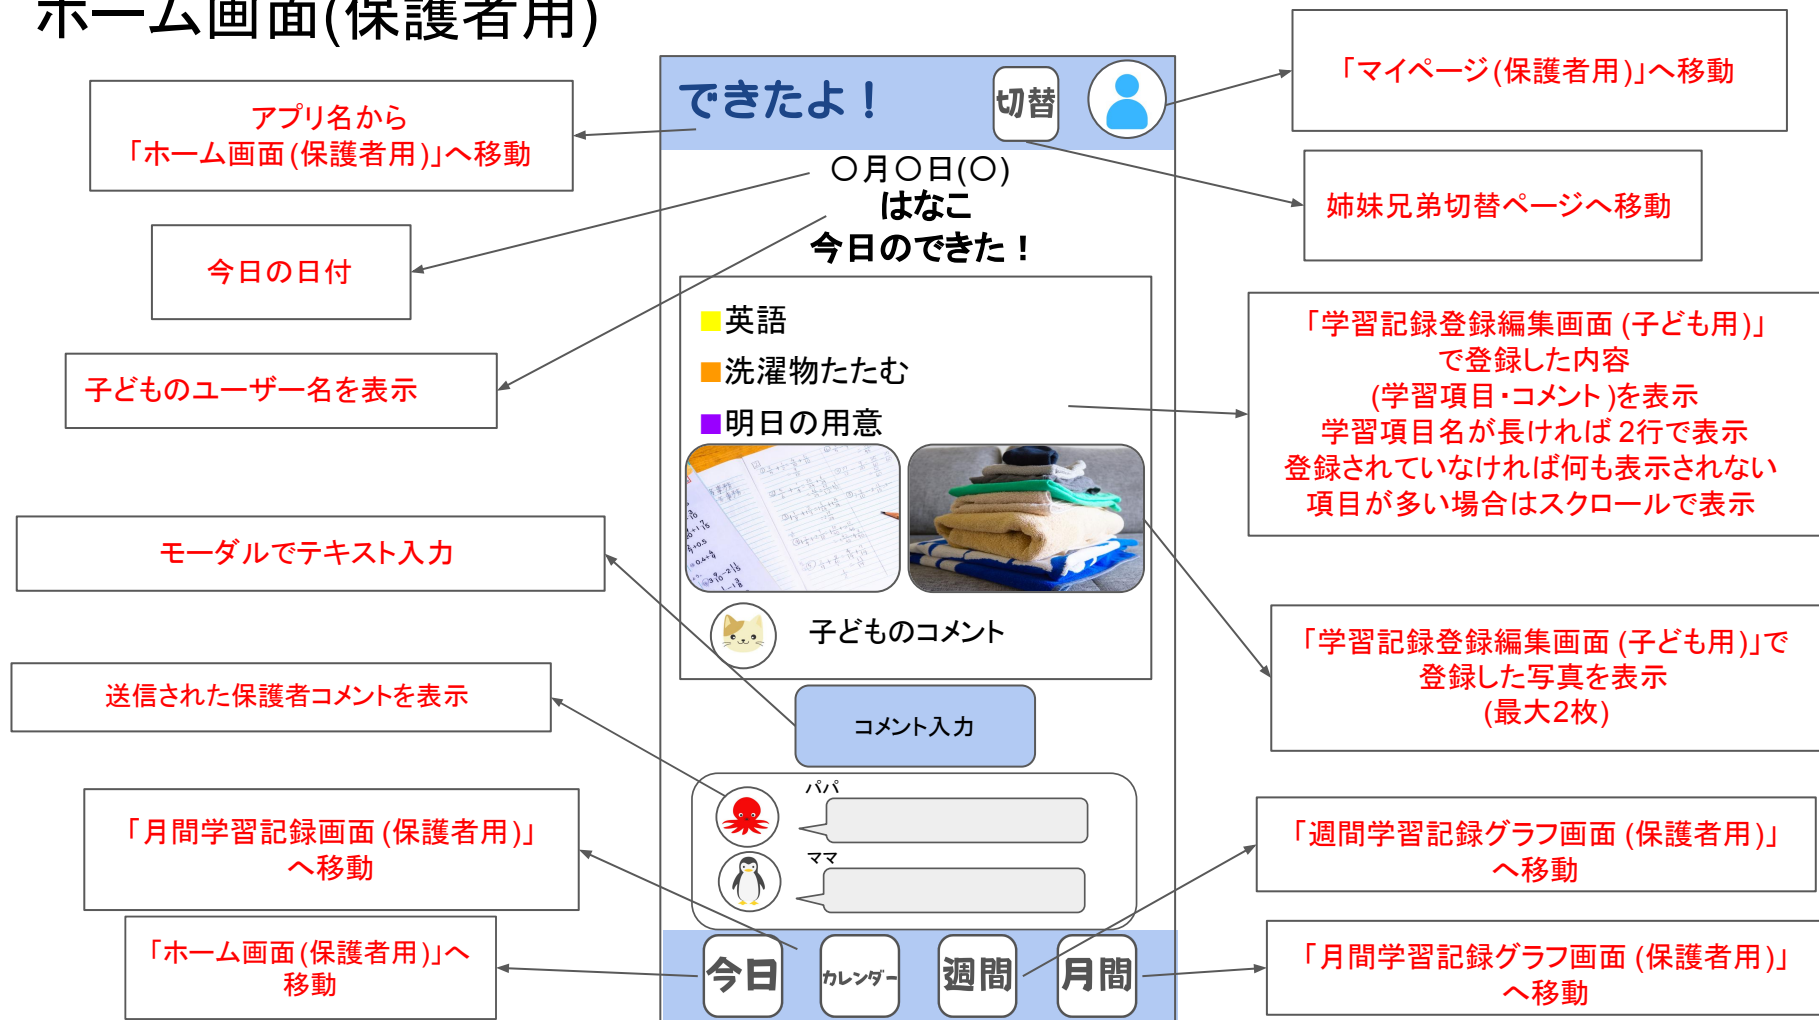 ホーム画面(保護者用)
アプリ名から
「ホーム画面(保護者用)」へ移動
今日の日付
子どものユーザー名を表示
モーダルでテキスト入力
送信された保護者コメントを表示
「月間学習記録画面(保護者用)」
へ移動
「ホーム画面(保護者用)」へ
移動
できたよ！
切替
〇月〇日(〇)
はなこ
今日のできた！
英語
洗濯物たたむ
明日の用意
子どものコメント
コメント入力
パパ
ママ
今日
カレンダー
週間
月間
「マイページ(保護者用)」へ移動
姉妹兄弟切替ページへ移動
「学習記録登録編集画面(子ども用)」
で登録した内容
(学習項目・コメント)を表示
学習項目名が長ければ2行で表示
登録されていなければ何も表示されない
項目が多い場合はスクロールで表示
「学習記録登録編集画面(子ども用)」で
登録した写真を表示
(最大2枚)
「週間学習記録グラフ画面(保護者用)」
へ移動
「月間学習記録グラフ画面(保護者用)」
へ移動